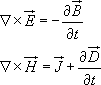 ∇×E⃗ = −∂B⃗/∂t
∇×H⃗ = J⃗ + ∂D⃗/∂t